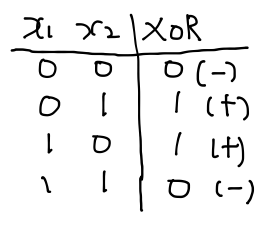 x₁ x₂ XOR
0 0 0 (-)
0 1 1 (+)
1 0 1 (+)
1 1 0 (-)